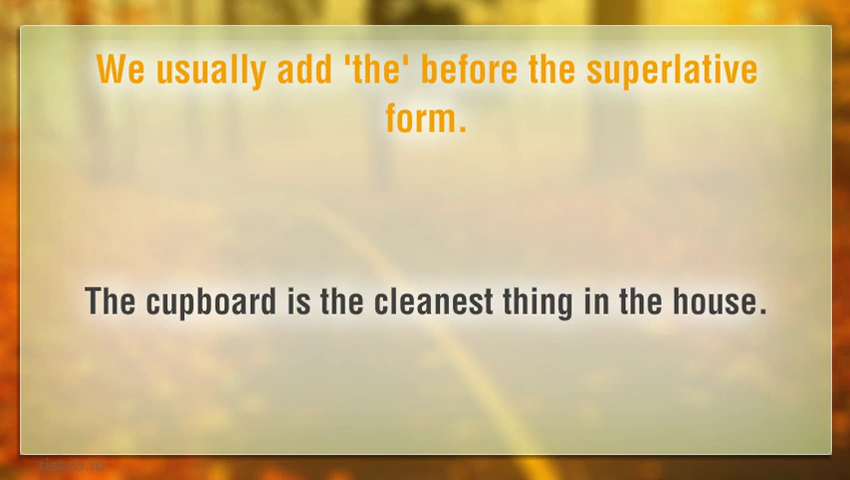 We usually add 'the' before the superlative
form.
The cupboard is the cleanest thing in the house.